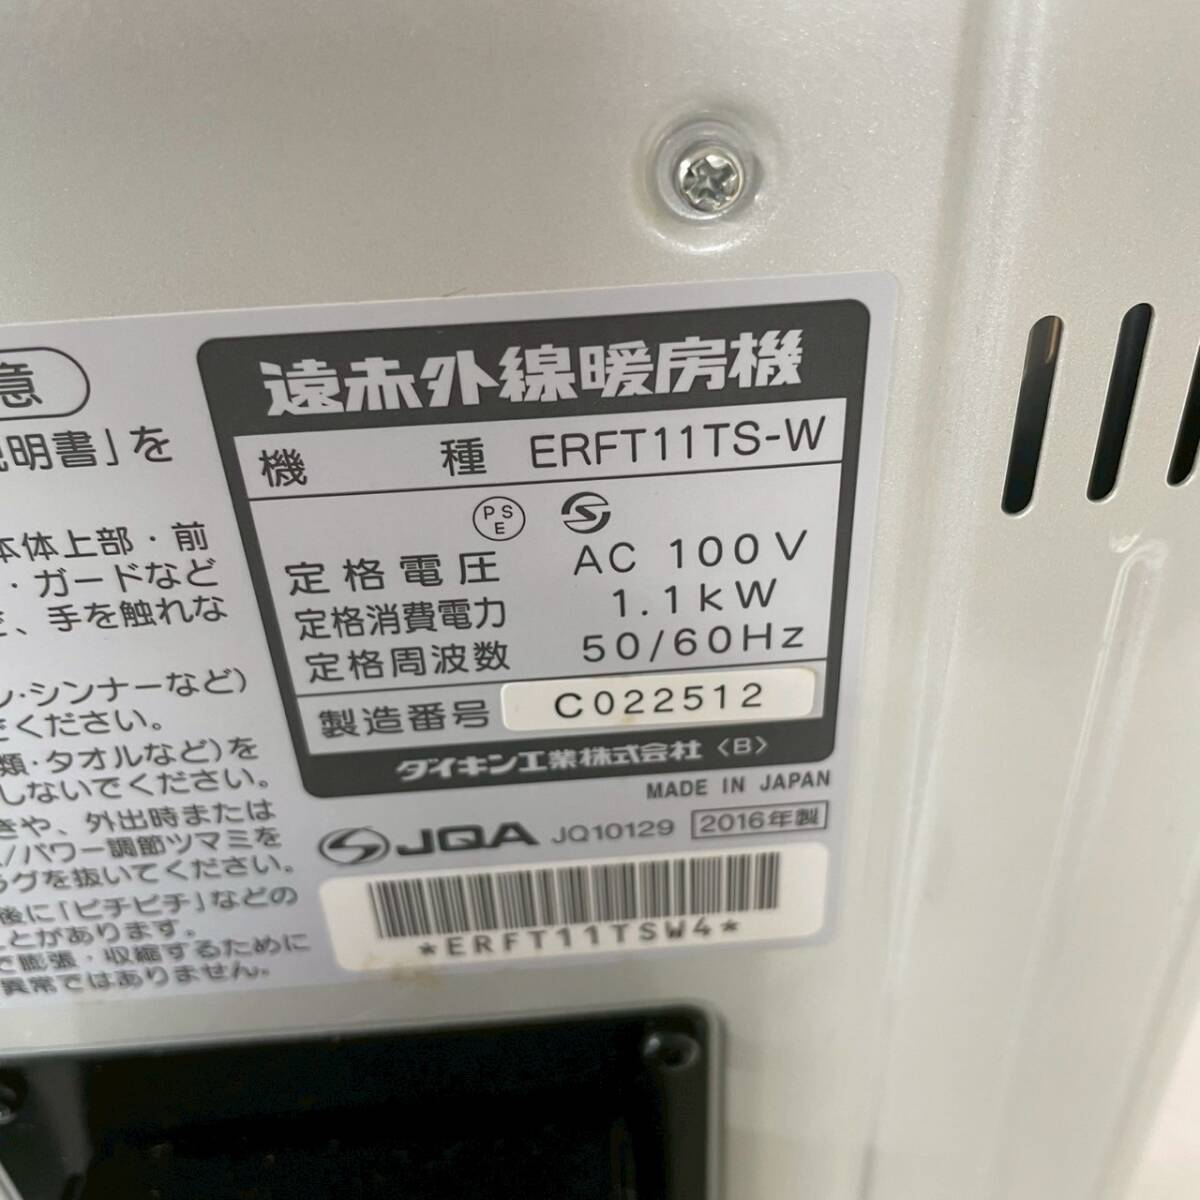 意
説明書」を
本体上部・前
・ガードなど
、手を触れな
ン・シンナーなど)
ください。
類・タオルなど)を
しないでください。
きや、外出時または
/パワー調節ツマミを
ラグを抜いてください。
後に「ピチピチ」などの
ことがあります。
で膨張・収縮するために
異常ではありません。
遠赤外線暖房機
機種 ERFT11TS-W
PSE
定格電圧 AC 100V
定格消費電力 1.1kW
定格周波数 50/60Hz
製造番号 C022512
ダイキン工業株式会社〈B〉
MADE IN JAPAN
JQA JQ10129 2016年製
*ERFT11TSW4*